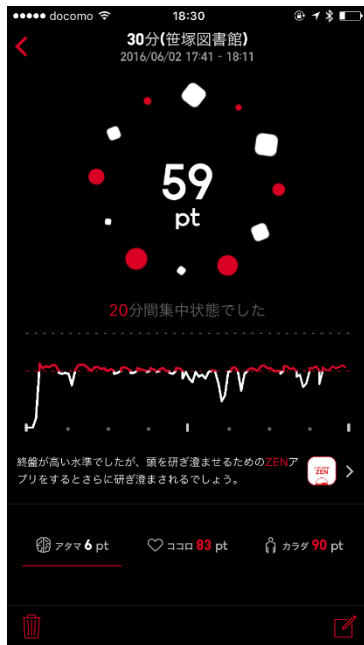 docomo 18:30
30分(笹塚図書館)
2016/06/02 17:41 - 18:11
59
pt
20分間集中状態でした
終盤が高い水準でしたが、頭を研ぎ澄ませるためのZENア
プリをするとさらに研ぎ澄まされるでしょう。
ZEN
アタマ 6 pt ココロ 83 pt カラダ 90 pt